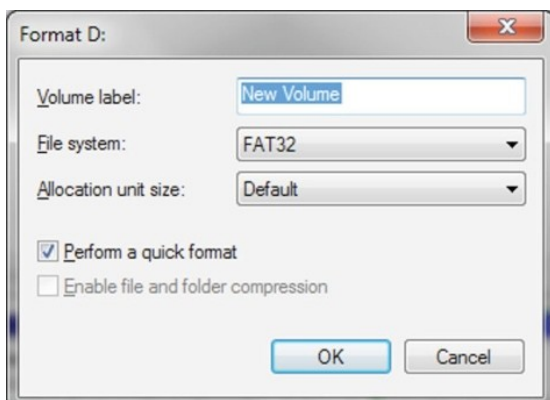 Format D:
Volume label: New Volume
File system: FAT32
Allocation unit size: Default
Perform a quick format
Enable file and folder compression
OK Cancel